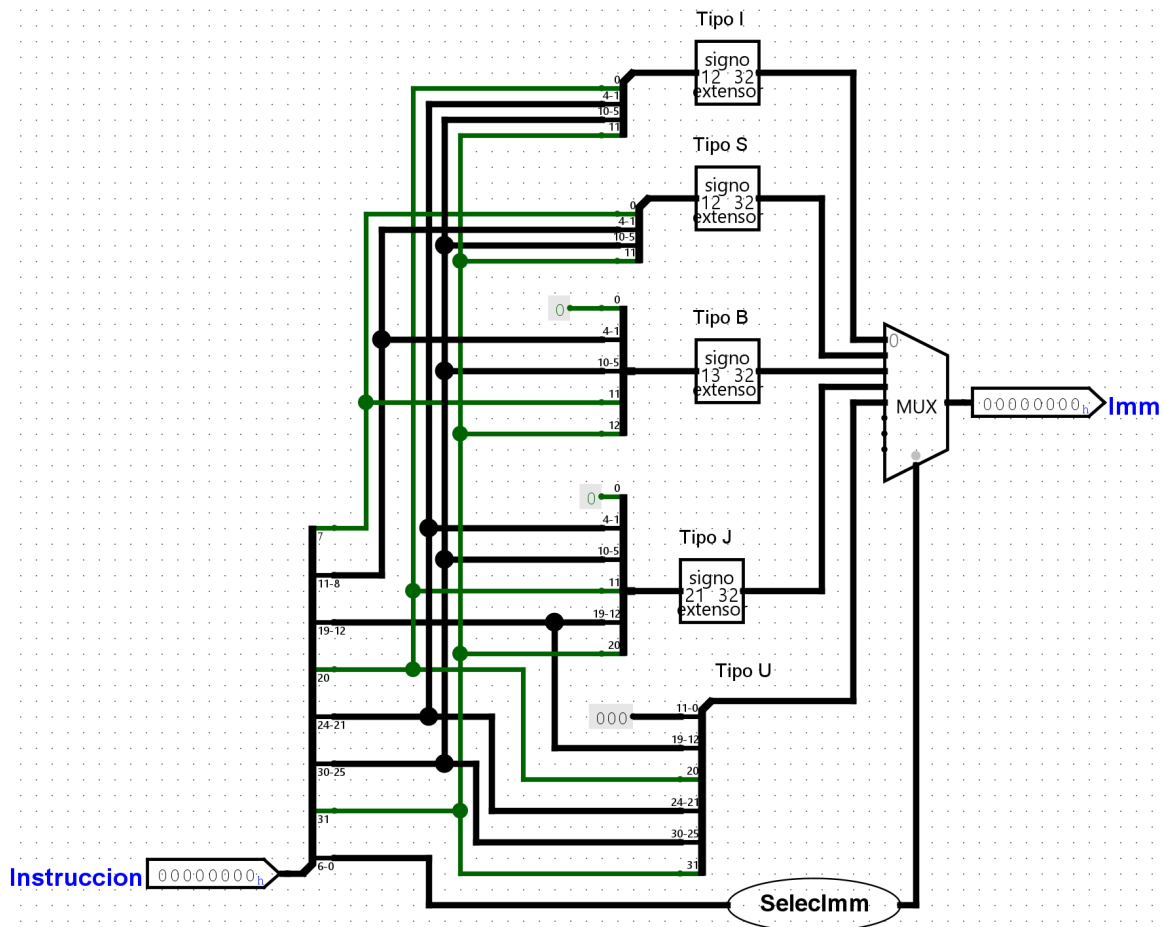 Tipo I
signo
12 32
extensor
0
4-1
10-5
11
Tipo S
signo
12 32
extensor
0
4-1
10-5
11
Tipo B
signo
13 32
extensor
0
0
4-1
10-5
11
12
0
MUX
00000000h
Imm
0
0
4-1
10-5
11
19-12
20
Tipo J
signo
21 32
extensor
7
11-8
19-12
20
24-21
30-25
31
6-0
Tipo U
000
11-0
19-12
20
24-21
30-25
31
Instruccion
00000000h
SelecImm